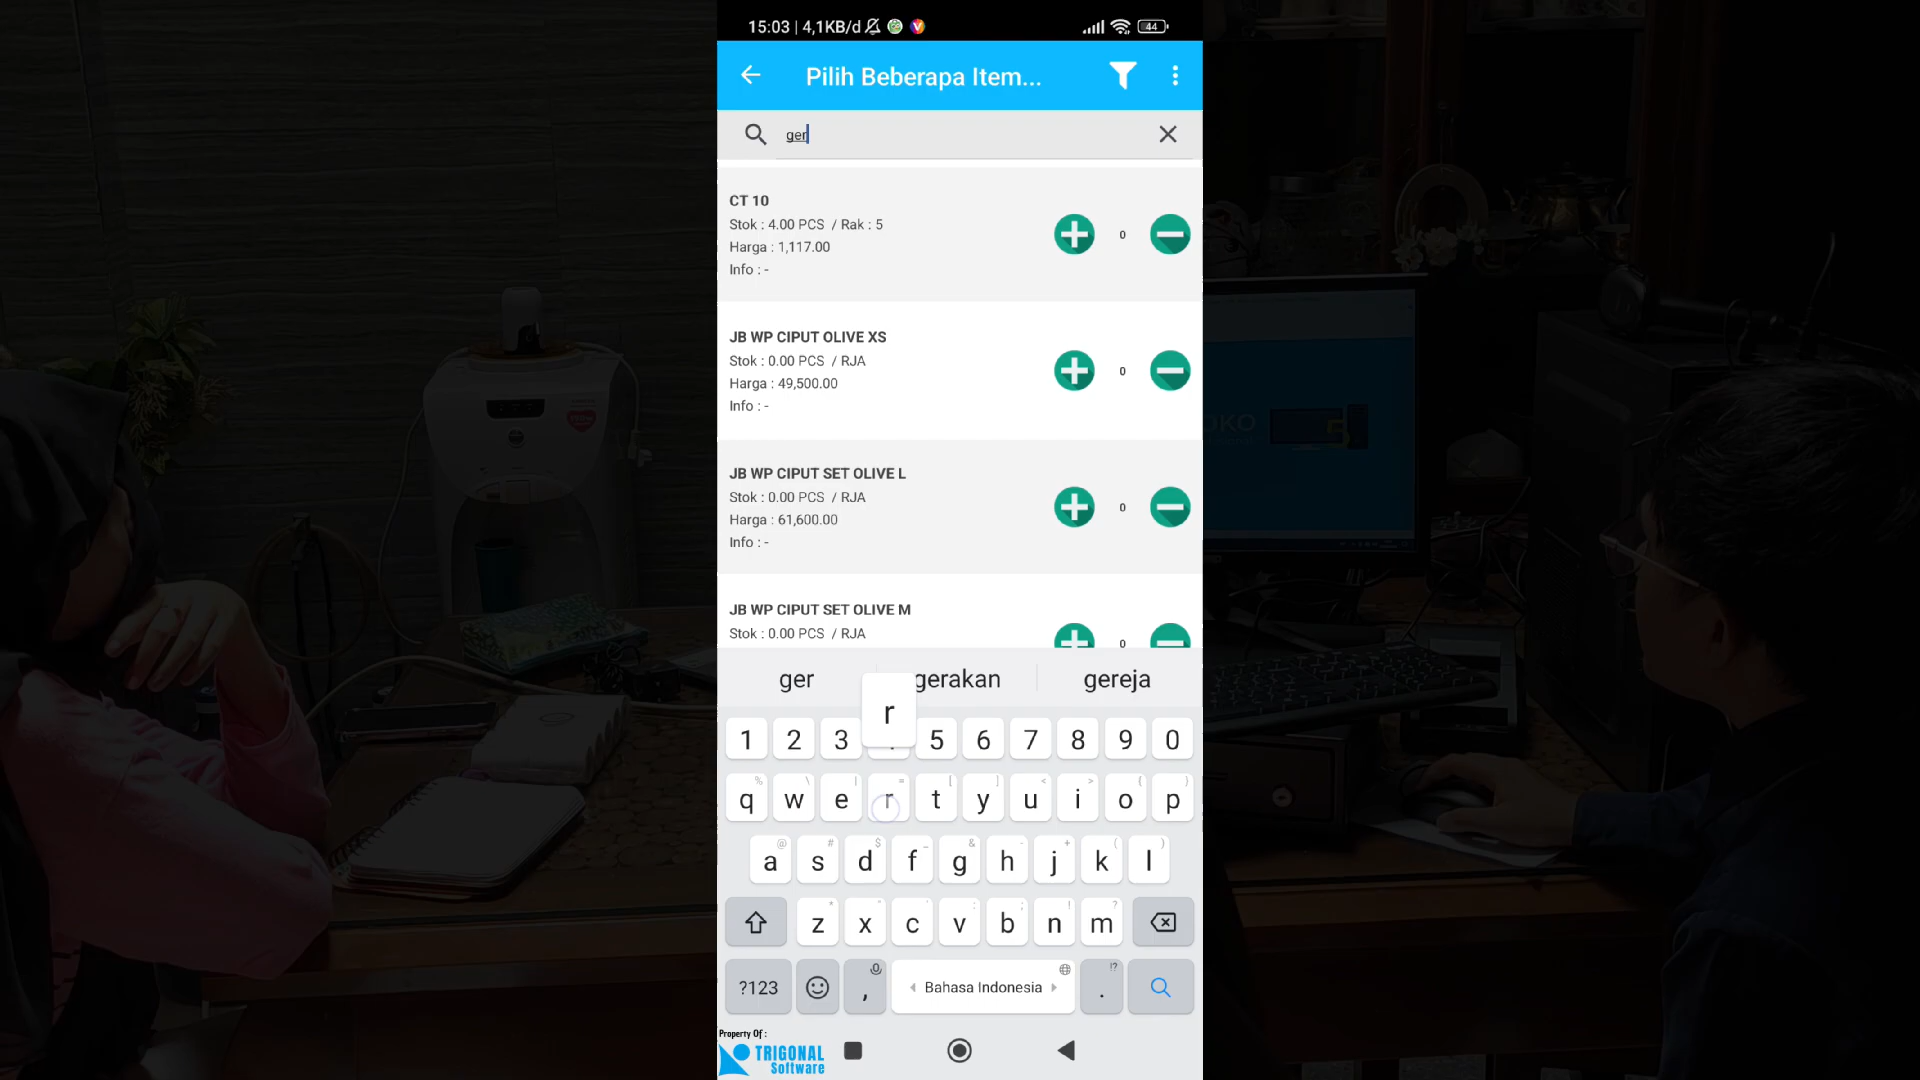 15:03 | 4,1KB/d
44
Pilih Beberapa Item...
ger
CT 10
Stok : 4.00 PCS / Rak : 5
Harga : 1,117.00
Info : -
0
JB WP CIPUT OLIVE XS
Stok : 0.00 PCS / RJA
Harga : 49,500.00
Info : -
0
JB WP CIPUT SET OLIVE L
Stok : 0.00 PCS / RJA
Harga : 61,600.00
Info : -
0
JB WP CIPUT SET OLIVE M
Stok : 0.00 PCS / RJA
0
ger gerakan gereja
r
1 2 3 5 6 7 8 9 0
q w e r t y u i o p
a s d f g h j k l
z x c v b n m
?123 , Bahasa Indonesia .
Property Of :
TRIGONAL
Software